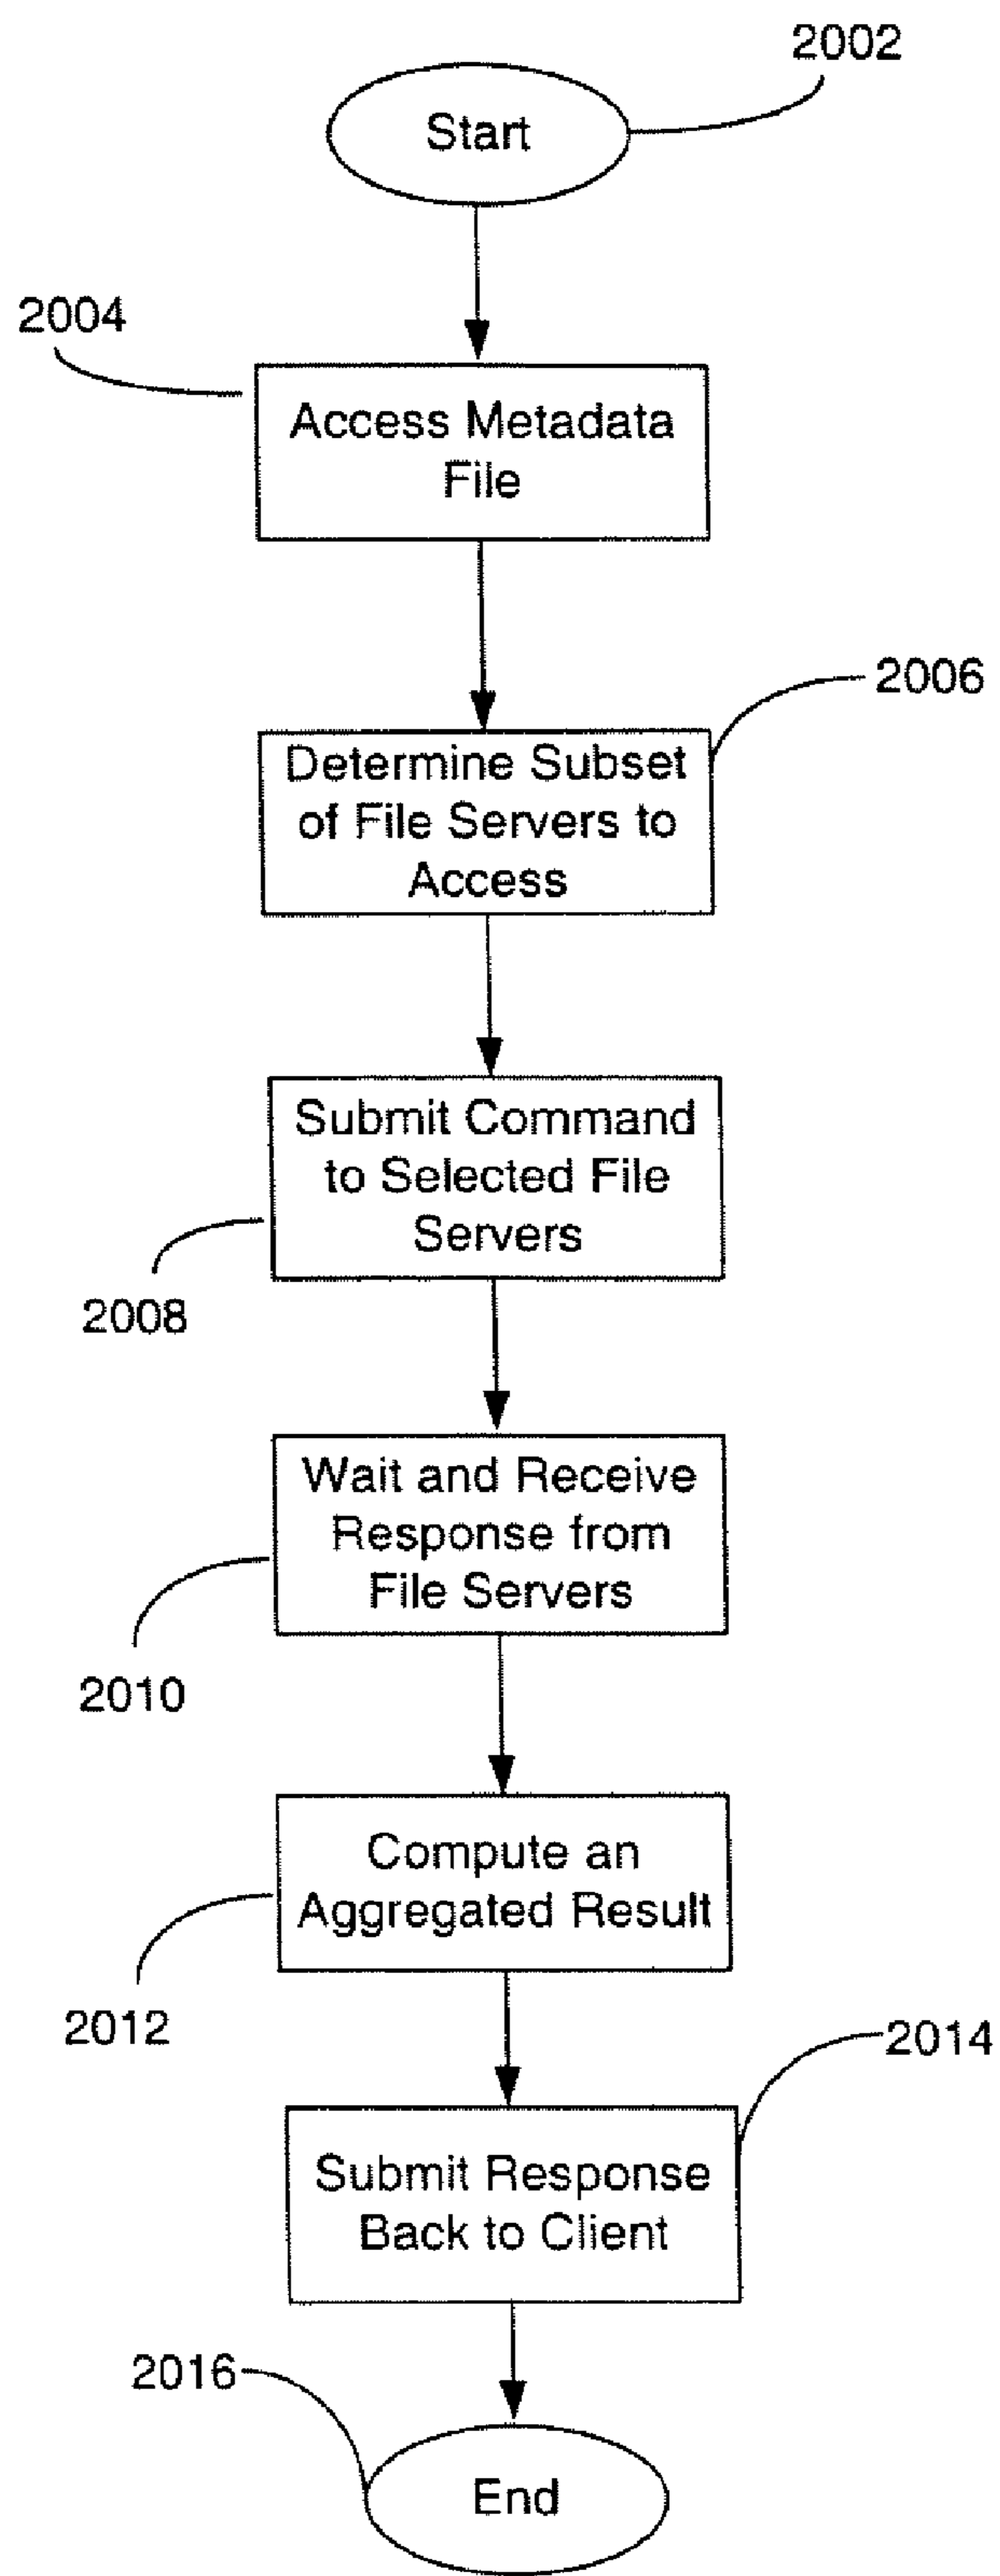 2002
Start
2004
Access Metadata
File
2006
Determine Subset
of File Servers to
Access
Submit Command
to Selected File
Servers
2008
Wait and Receive
Response from
File Servers
2010
Compute an
Aggregated Result
2012
2014
Submit Response
Back to Client
2016
End